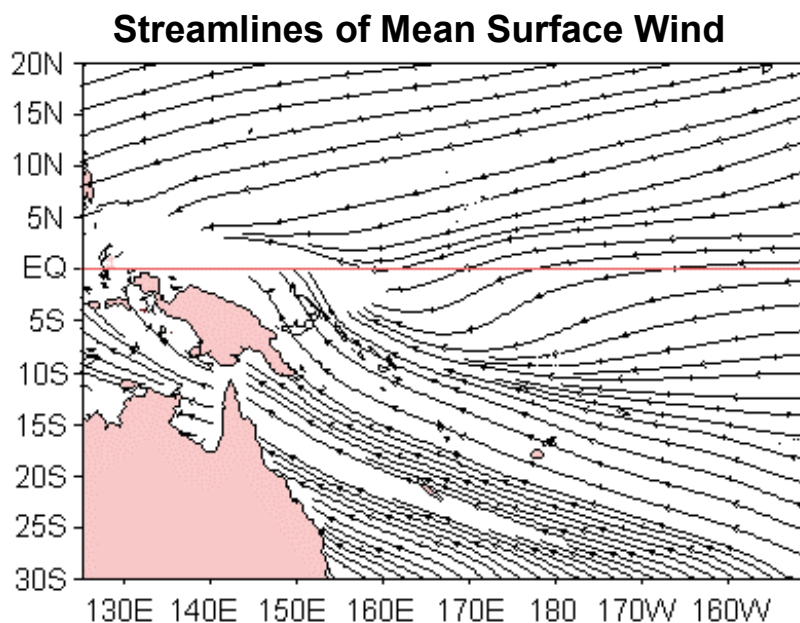 Streamlines of Mean Surface Wind
20N
15N
10N
5N
EQ
5S
10S
15S
20S
25S
30S
130E 140E 150E 160E 170E 180 170W 160W